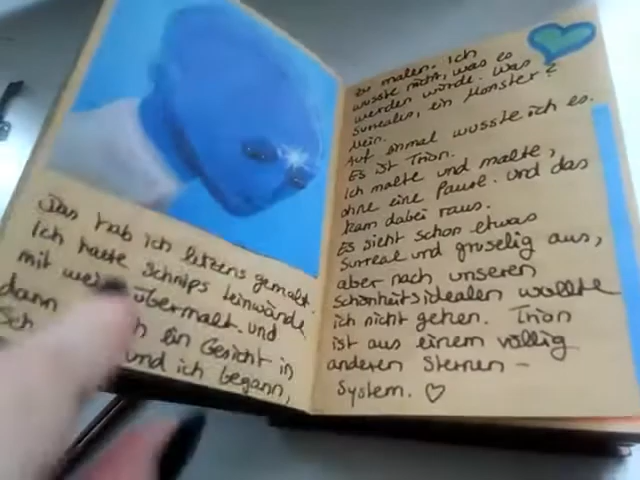 Das hab ich letztens gemalt.
Ich hatte Schnips Leinwände
mit weiß übermalt. und
dann
Sch ch ein Gesicht in
und ich begann,
zu malen. Ich
wusste nicht, was es
werden würde. Was
Surreales, ein Monster?
Nein.
Auf einmal wusste ich es.
Es ist Trion.
Ich malte und malte,
ohne eine Pause. und das
kam dabei raus.
Es sieht schon etwas
Surreal und gruselig aus,
aber nach unseren
Schönheitsidealen wollte
ich nicht gehen. Trion
ist aus einem völlig
anderen Sternen-
System. ♡